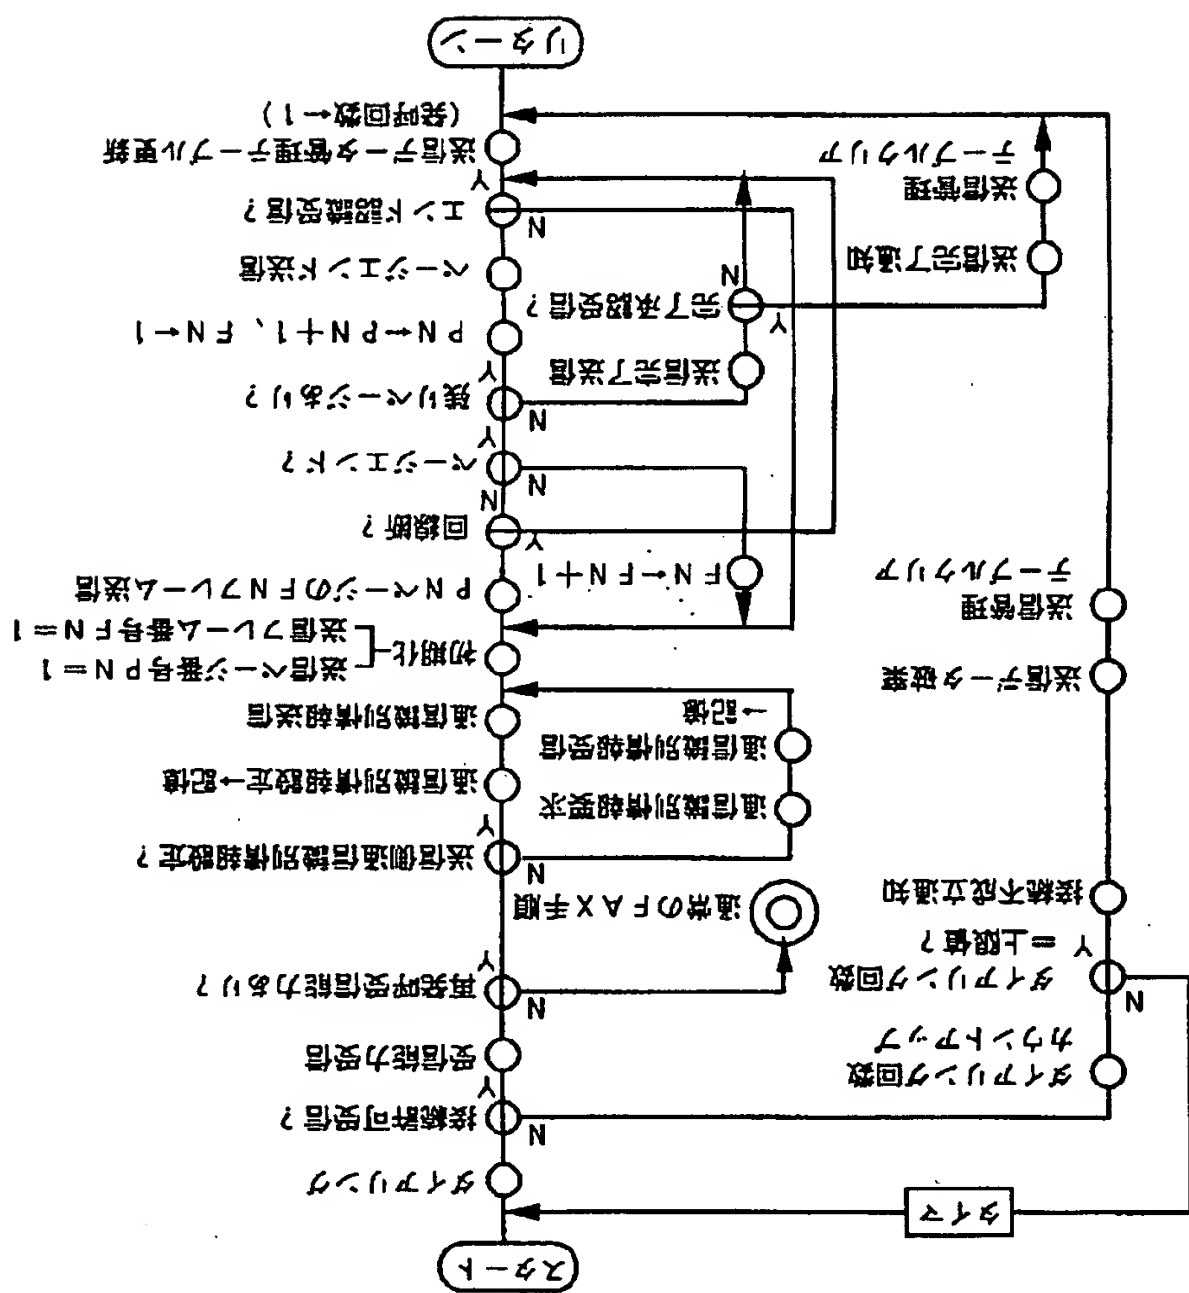 スタート
タイマ
ダイアリング
接続許可受信？
N
Y
受信能力受信
再発呼受信能力あり？
N
Y
通常のFAX手順
送信側通信識別情報設定？
N
Y
通信識別情報設定→記憶
通信識別情報送信
通信識別情報要求
通信識別情報受信
→記憶
初期化
送信ページ番号PN=1
送信フレーム番号FN=1
PNページのFNフレーム送信
FN←FN+1
回線断？
Y
N
ページエンド？
N
Y
残りページあり？
N
Y
PN←PN+1、FN←1
ページエンド送信
エンド認識受信？
N
Y
送信データ管理テーブル更新
(発呼回数←1)
リターン
送信完了送信
完了承認受信？
Y
N
送信完了通知
送信管理
テーブルクリア
ダイアリング回数
カウントアップ
ダイアリング回数
=上限値？
N
Y
接続不成立通知
送信データ破棄
送信管理
テーブルクリア